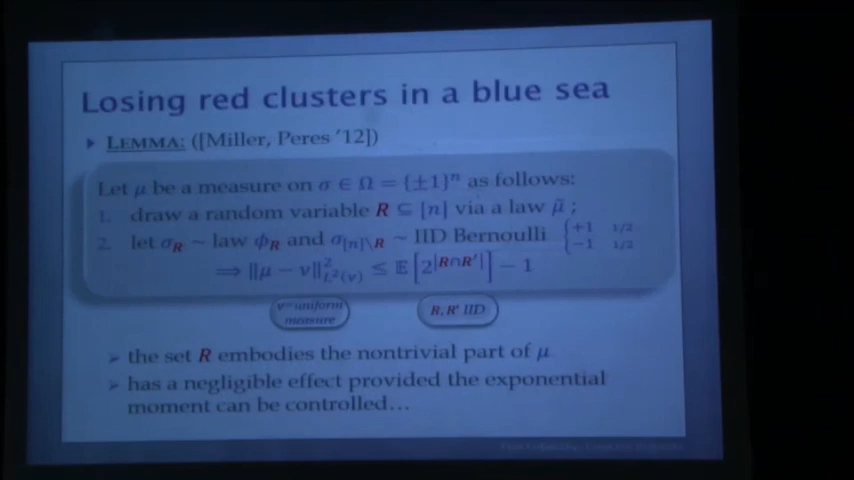 Losing red clusters in a blue sea
LEMMA: ([Miller, Peres '12])
Let μ be a measure on σ ∈ Ω = {±1}ⁿ as follows:
1. draw a random variable R ⊆ [n] via a law μ̃ ;
2. let σ_R ~ law φ_R and σ_{[n]\R} ~ IID Bernoulli { +1 1/2
−1 1/2
⟹ ‖μ − ν‖²_{L²(ν)} ≤ 𝔼 [2^{|R∩R'|}] − 1
ν=uniform measure
R, R' IID
➢ the set R embodies the nontrivial part of μ
➢ has a negligible effect provided the exponential
moment can be controlled…